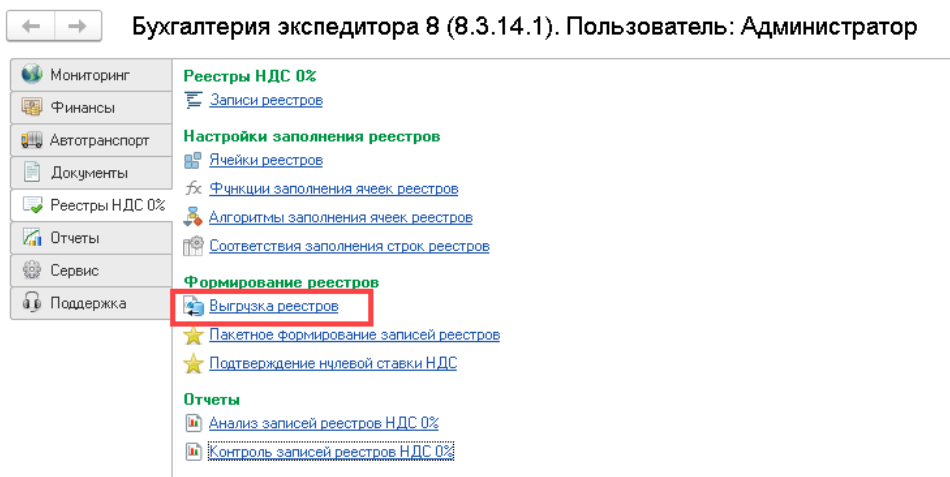 Бухгалтерия экспедитора 8 (8.3.14.1). Пользователь: Администратор
Мониторинг
Финансы
Автотранспорт
Документы
Реестры НДС 0%
Отчеты
Сервис
Поддержка
Реестры НДС 0%
Записи реестров
Настройки заполнения реестров
Ячейки реестров
Функции заполнения ячеек реестров
Алгоритмы заполнения ячеек реестров
Соответствия заполнения строк реестров
Формирование реестров
Выгрузка реестров
Пакетное формирование записей реестров
Подтверждение нулевой ставки НДС
Отчеты
Анализ записей реестров НДС 0%
Контроль записей реестров НДС 0%